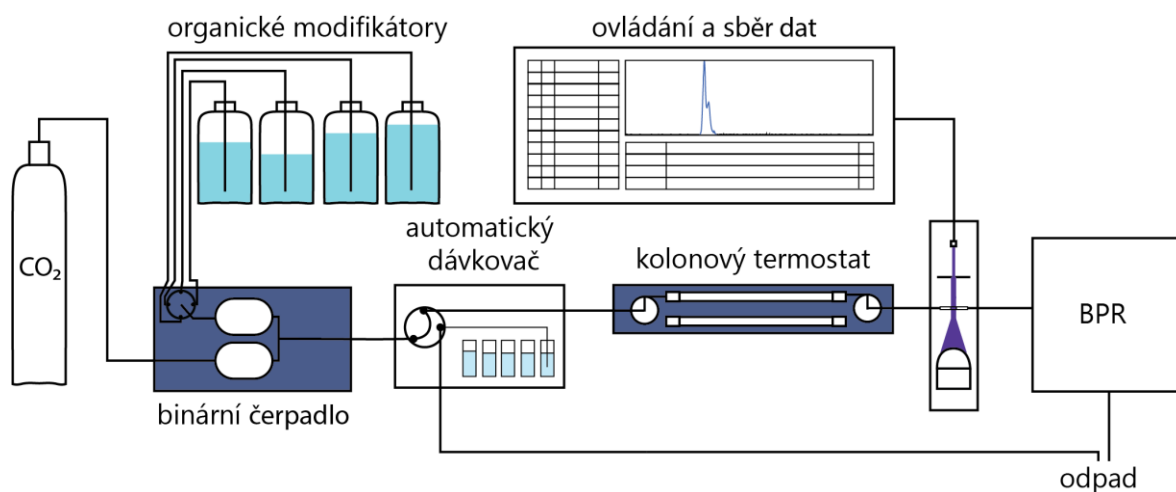 organické modifikátory
ovládání a sběr dat
CO₂
automatický
dávkovač
kolonový termostat
BPR
binární čerpadlo
odpad